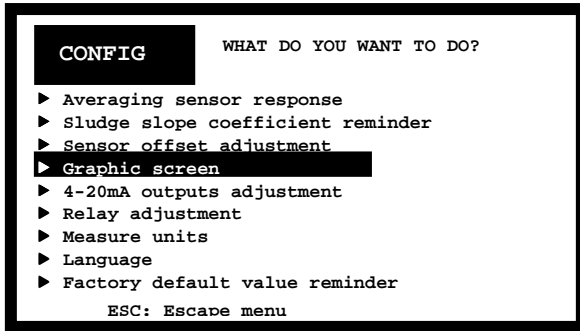 CONFIG
WHAT DO YOU WANT TO DO?
Averaging sensor response
Sludge slope coefficient reminder
Sensor offset adjustment
Graphic screen
4-20mA outputs adjustment
Relay adjustment
Measure units
Language
Factory default value reminder
ESC: Escape menu